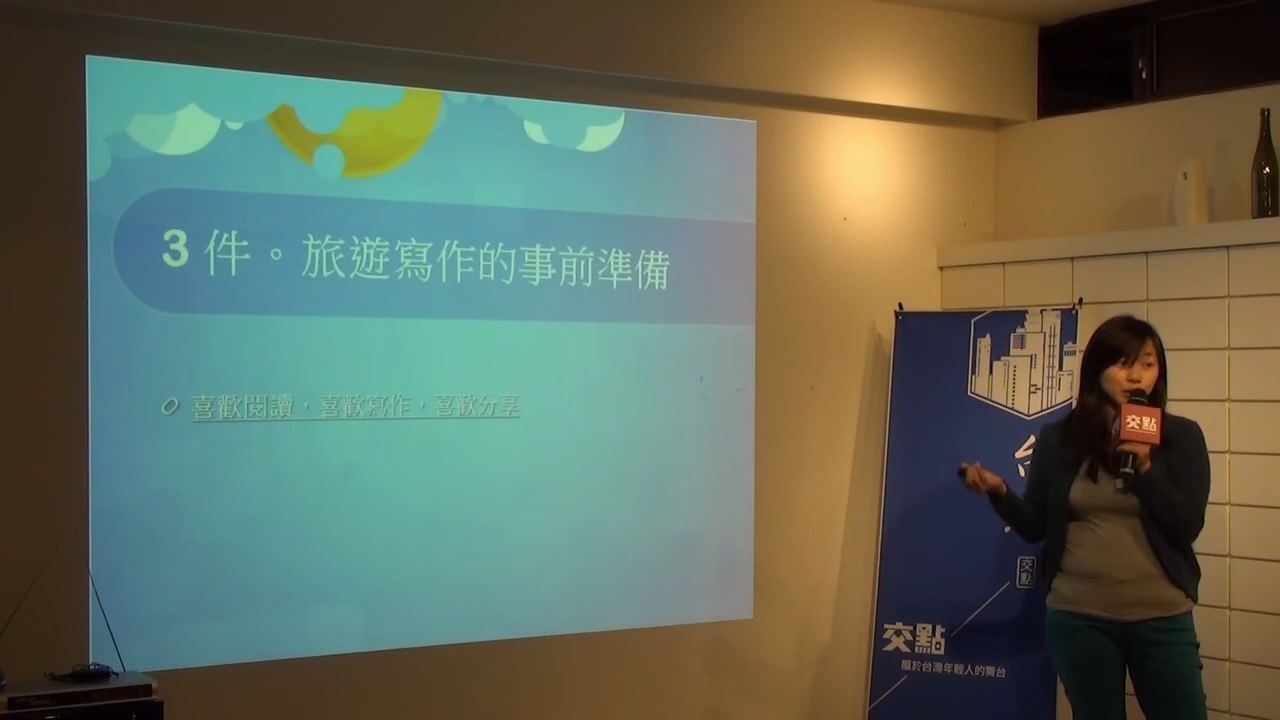 3 件。旅遊寫作的事前準備
喜歡閱讀，喜歡寫作，喜歡分享
交點
交點
交點
屬於台灣年輕人的舞台